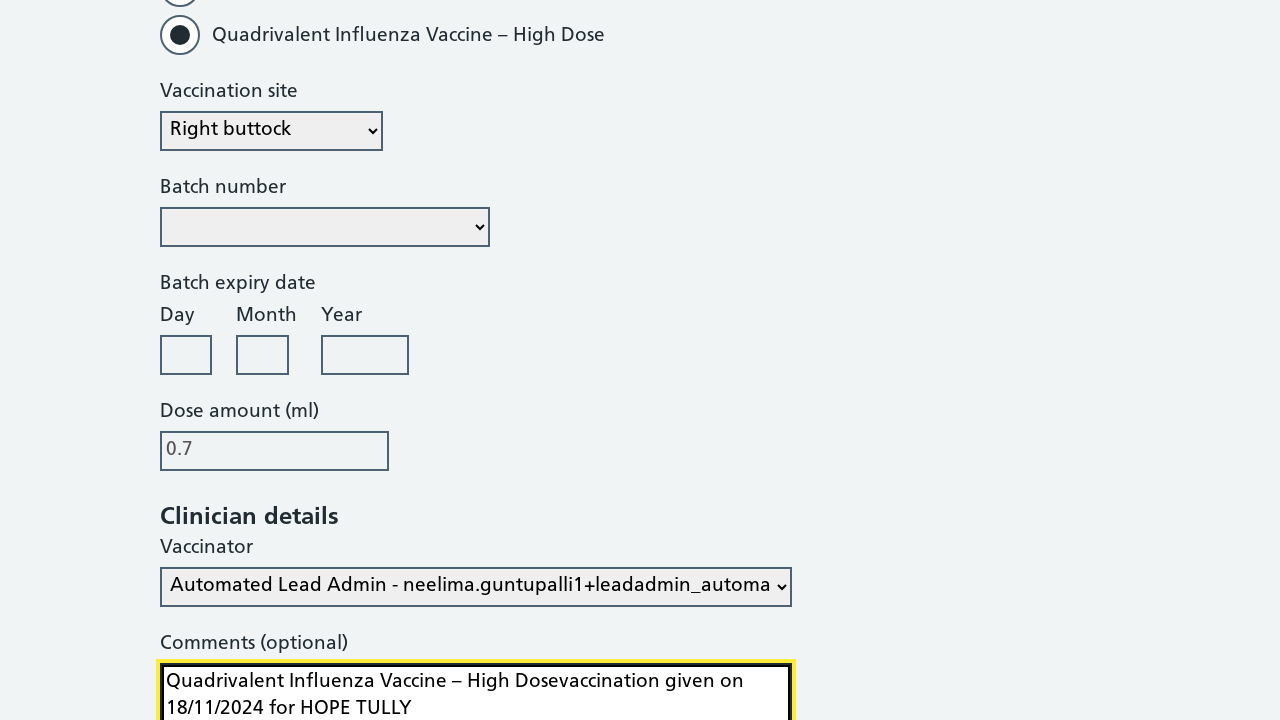 Quadrivalent Influenza Vaccine – High Dose
Vaccination site
Right buttock
Batch number
Batch expiry date
Day Month Year
Dose amount (ml)
0.7
Clinician details
Vaccinator
Automated Lead Admin - neelima.guntupalli1+leadadmin_automa
Comments (optional)
Quadrivalent Influenza Vaccine – High Dosevaccination given on
18/11/2024 for HOPE TULLY